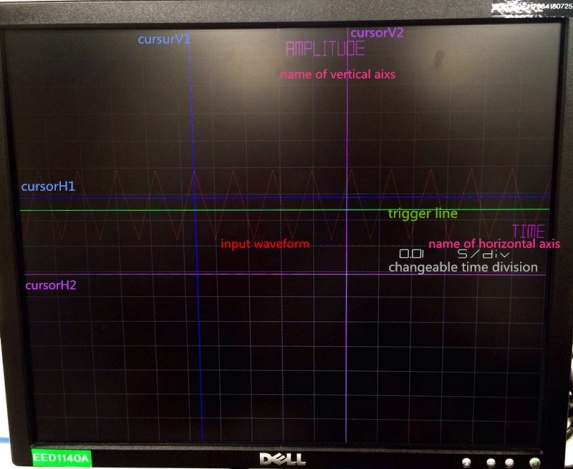 cursurV1
cursorV2
AMPLITUDE
name of vertical aixs
cursorH1
trigger line
TIME
input waveform
name of horizontal axis
0.01 S/div
changeable time division
cursorH2
EED1140A
DELL